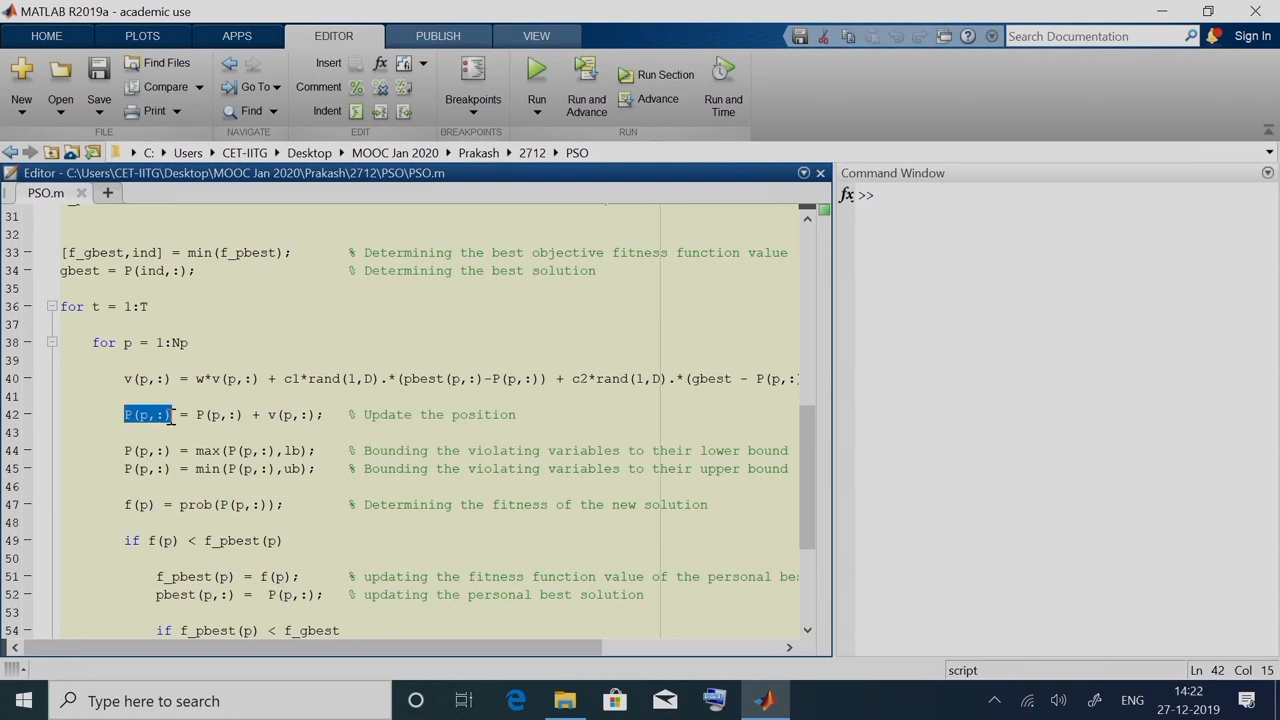 MATLAB R2019a - academic use
HOME PLOTS APPS EDITOR PUBLISH VIEW Search Documentation Sign In
New Open Save Find Files Compare Print
Go To Find
Insert Comment Indent
Breakpoints
Run Run and Advance Run Section Advance Run and Time
FILE NAVIGATE EDIT BREAKPOINTS RUN
C: Users CET-IITG Desktop MOOC Jan 2020 Prakash 2712 PSO
Editor - C:\Users\CET-IITG\Desktop\MOOC Jan 2020\Prakash\2712\PSO\PSO.m
Command Window
PSO.m
fx >>
31
32
33 [f_gbest,ind] = min(f_pbest); % Determining the best objective fitness function value
34 gbest = P(ind,:); % Determining the best solution
35
36 for t = 1:T
37
38 for p = 1:Np
39
40 v(p,:) = w*v(p,:) + c1*rand(1,D).*(pbest(p,:)-P(p,:)) + c2*rand(1,D).*(gbest - P(p,:)
41
42 P(p,:) = P(p,:) + v(p,:); % Update the position
43
44 P(p,:) = max(P(p,:),lb); % Bounding the violating variables to their lower bound
45 P(p,:) = min(P(p,:),ub); % Bounding the violating variables to their upper bound
46
47 f(p) = prob(P(p,:)); % Determining the fitness of the new solution
48
49 if f(p) < f_pbest(p)
50
51 f_pbest(p) = f(p); % updating the fitness function value of the personal be
52 pbest(p,:) = P(p,:); % updating the personal best solution
53
54 if f_pbest(p) < f_gbest
script Ln 42 Col 15
Type here to search
ENG
14:22
27-12-2019